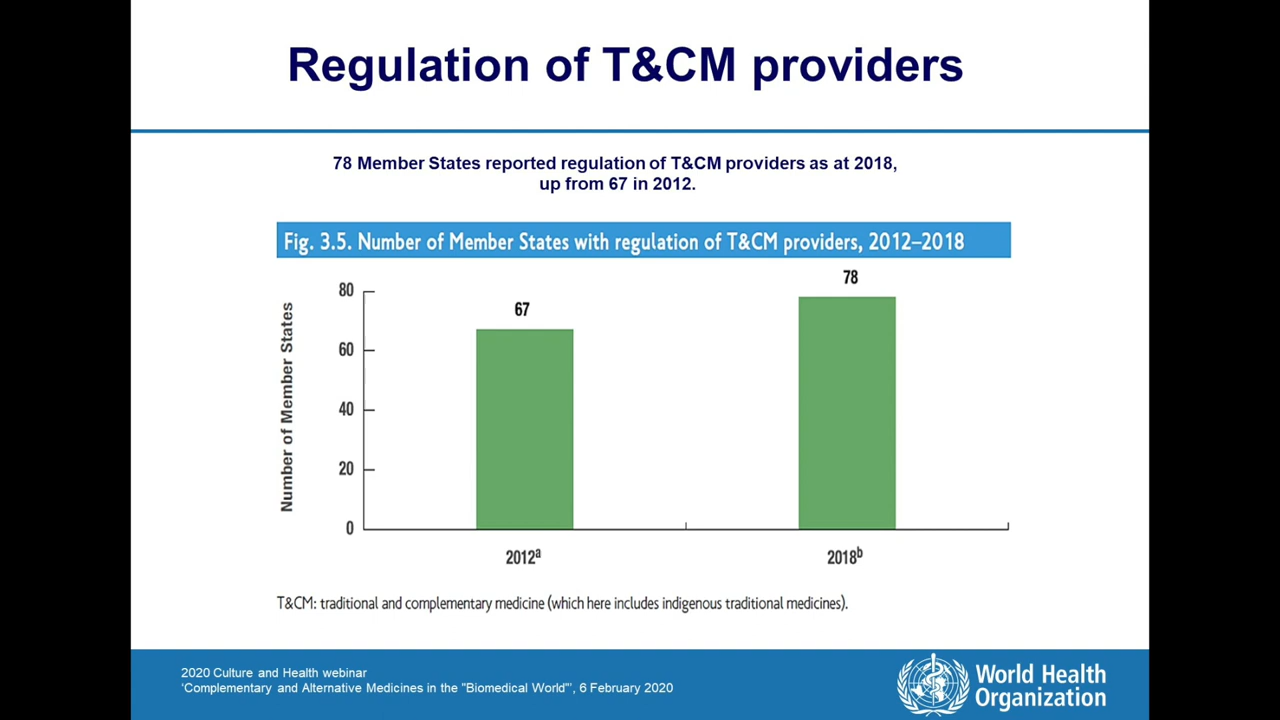 Regulation of T&CM providers
78 Member States reported regulation of T&CM providers as at 2018,
up from 67 in 2012.
Fig. 3.5. Number of Member States with regulation of T&CM providers, 2012–2018
Number of Member States
80
60
40
20
0
67
78
2012ᵃ
2018ᵇ
T&CM: traditional and complementary medicine (which here includes indigenous traditional medicines).
2020 Culture and Health webinar
‘Complementary and Alternative Medicines in the "Biomedical World"’, 6 February 2020
World Health
Organization